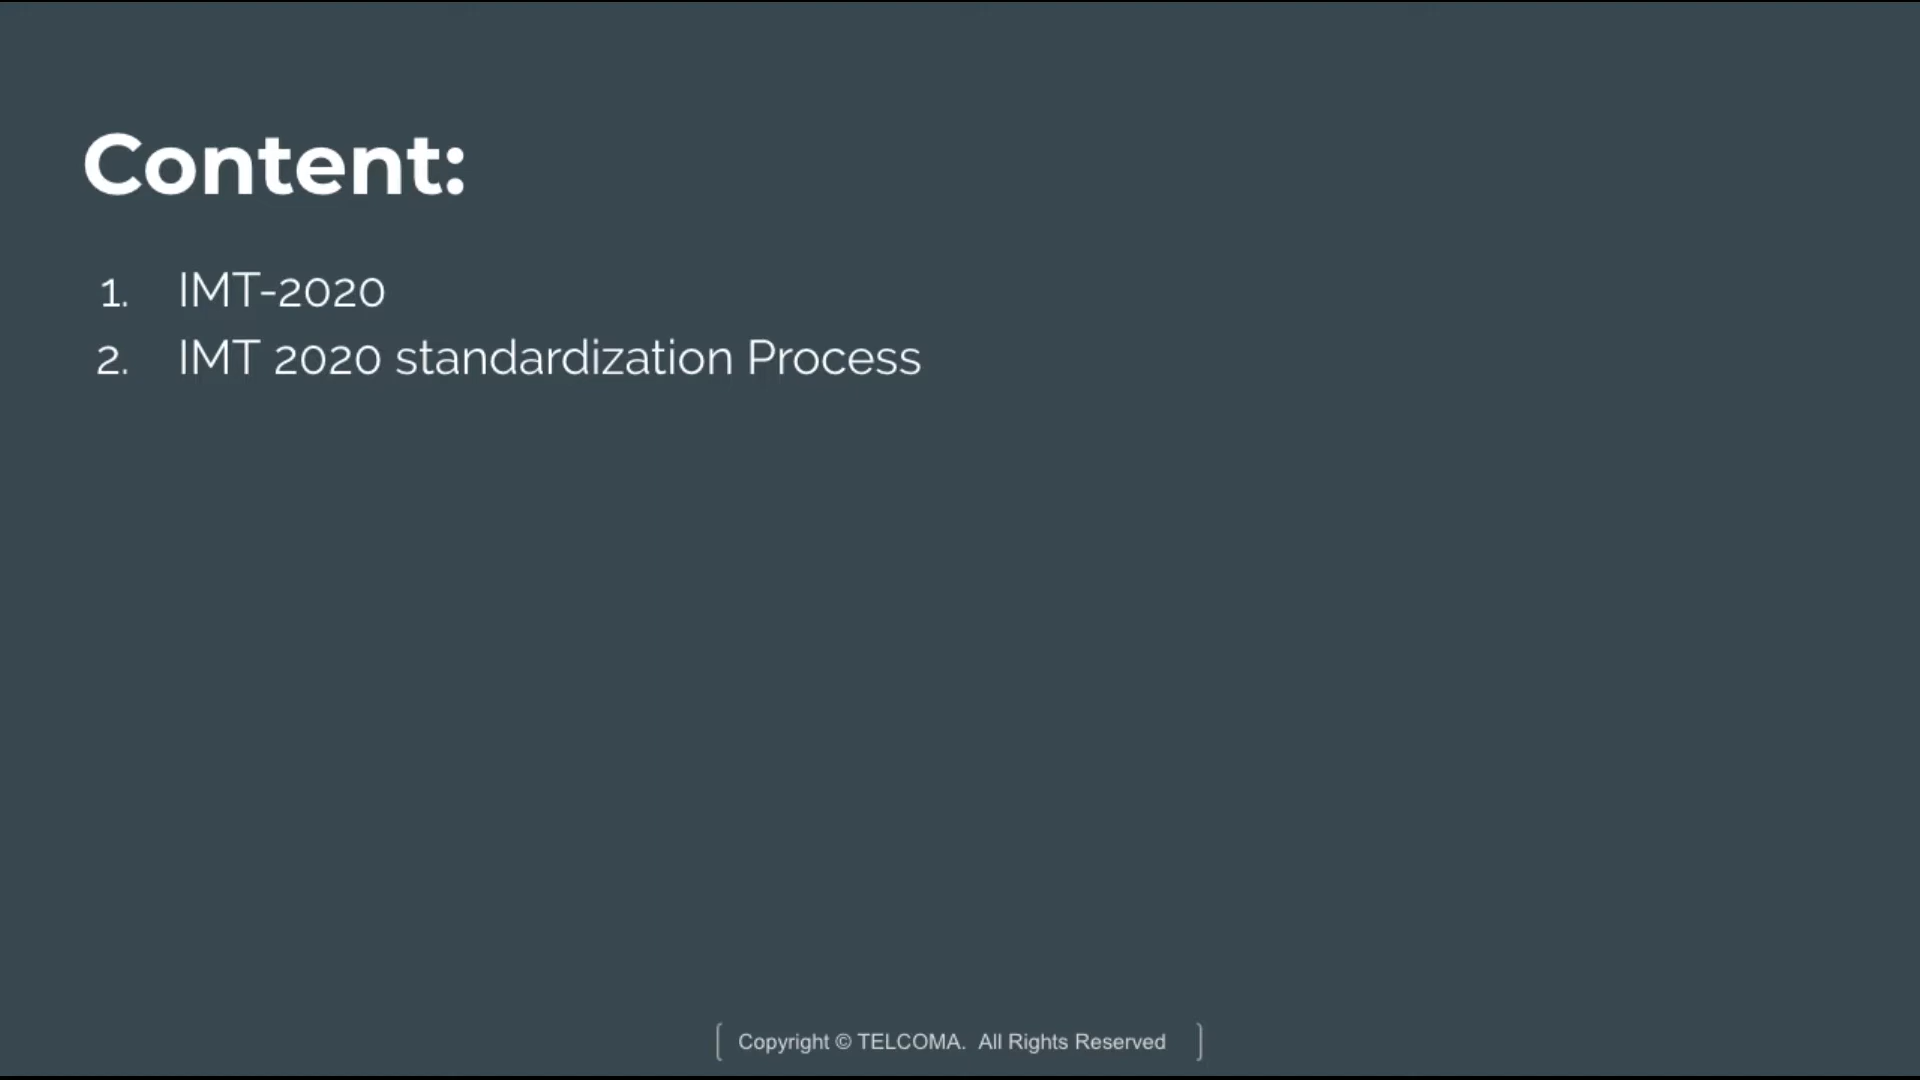 Content:
1. IMT-2020
2. IMT 2020 standardization Process
Copyright © TELCOMA. All Rights Reserved